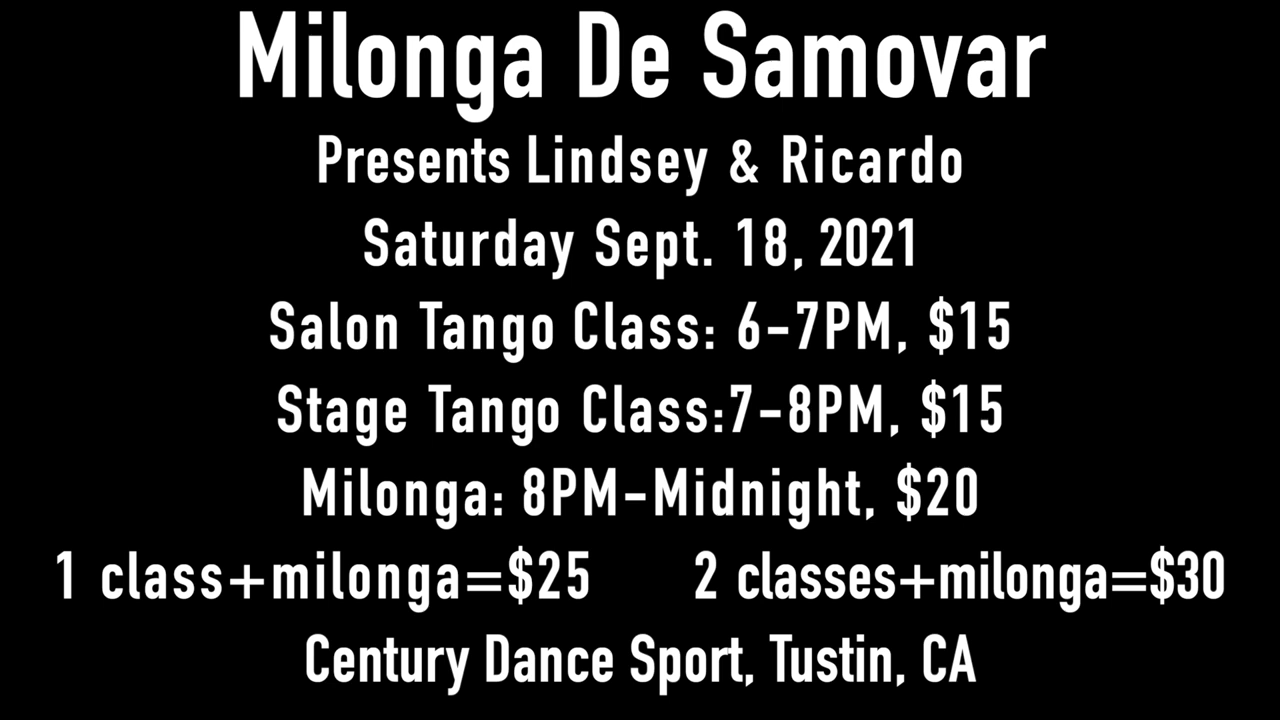 Milonga De Samovar
Presents Lindsey & Ricardo
Saturday Sept. 18, 2021
Salon Tango Class: 6-7PM, $15
Stage Tango Class:7-8PM, $15
Milonga: 8PM-Midnight, $20
1 class+milonga=$25 2 classes+milonga=$30
Century Dance Sport, Tustin, CA